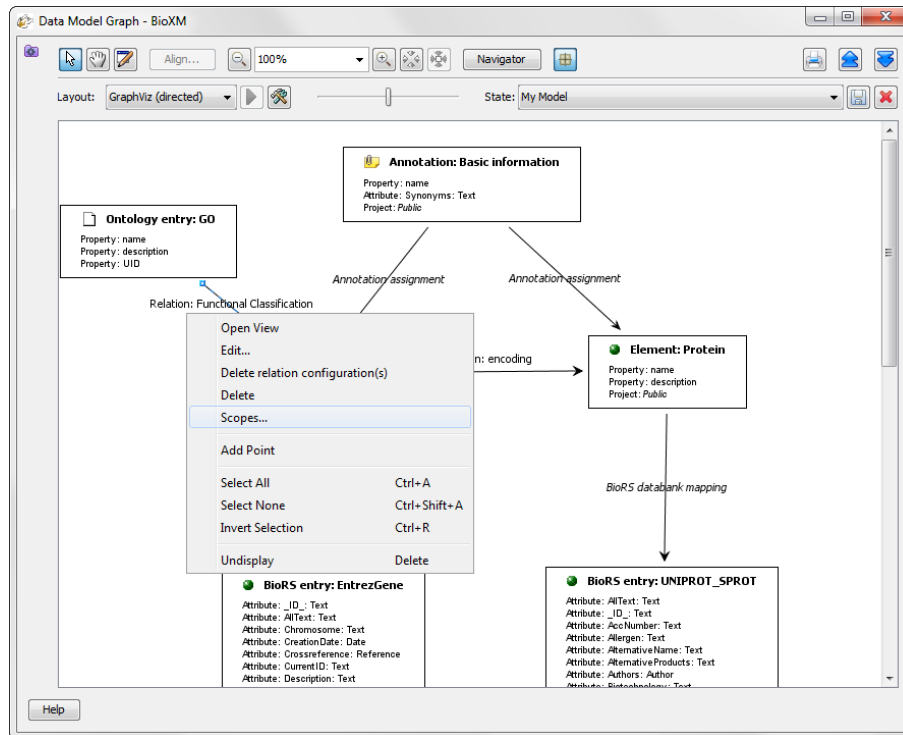 Data Model Graph - BioXM
Align...
100%
Navigator
Layout:
GraphViz (directed)
State:
My Model
Annotation: Basic information
Property: name
Attribute: Synonyms: Text
Project: Public
Ontology entry: GO
Property: name
Property: description
Property: UID
Annotation assignment
Annotation assignment
Relation: Functional Classification
Open View
Edit...
Delete relation configuration(s)
Delete
Scopes...
Add Point
Select All Ctrl+A
Select None Ctrl+Shift+A
Invert Selection Ctrl+R
Undisplay Delete
n: encoding
Element: Protein
Property: name
Property: description
Project: Public
BioRS databank mapping
BioRS entry: EntrezGene
Attribute: _ID_: Text
Attribute: AllText: Text
Attribute: Chromosome: Text
Attribute: CreationDate: Date
Attribute: Crossreference: Reference
Attribute: CurrentID: Text
Attribute: Description: Text
BioRS entry: UNIPROT_SPROT
Attribute: AllText: Text
Attribute: _ID_: Text
Attribute: AccNumber: Text
Attribute: Allergen: Text
Attribute: AlternativeName: Text
Attribute: AlternativeProducts: Text
Attribute: Authors: Author
Attribute: Biotechnology: Text
Help